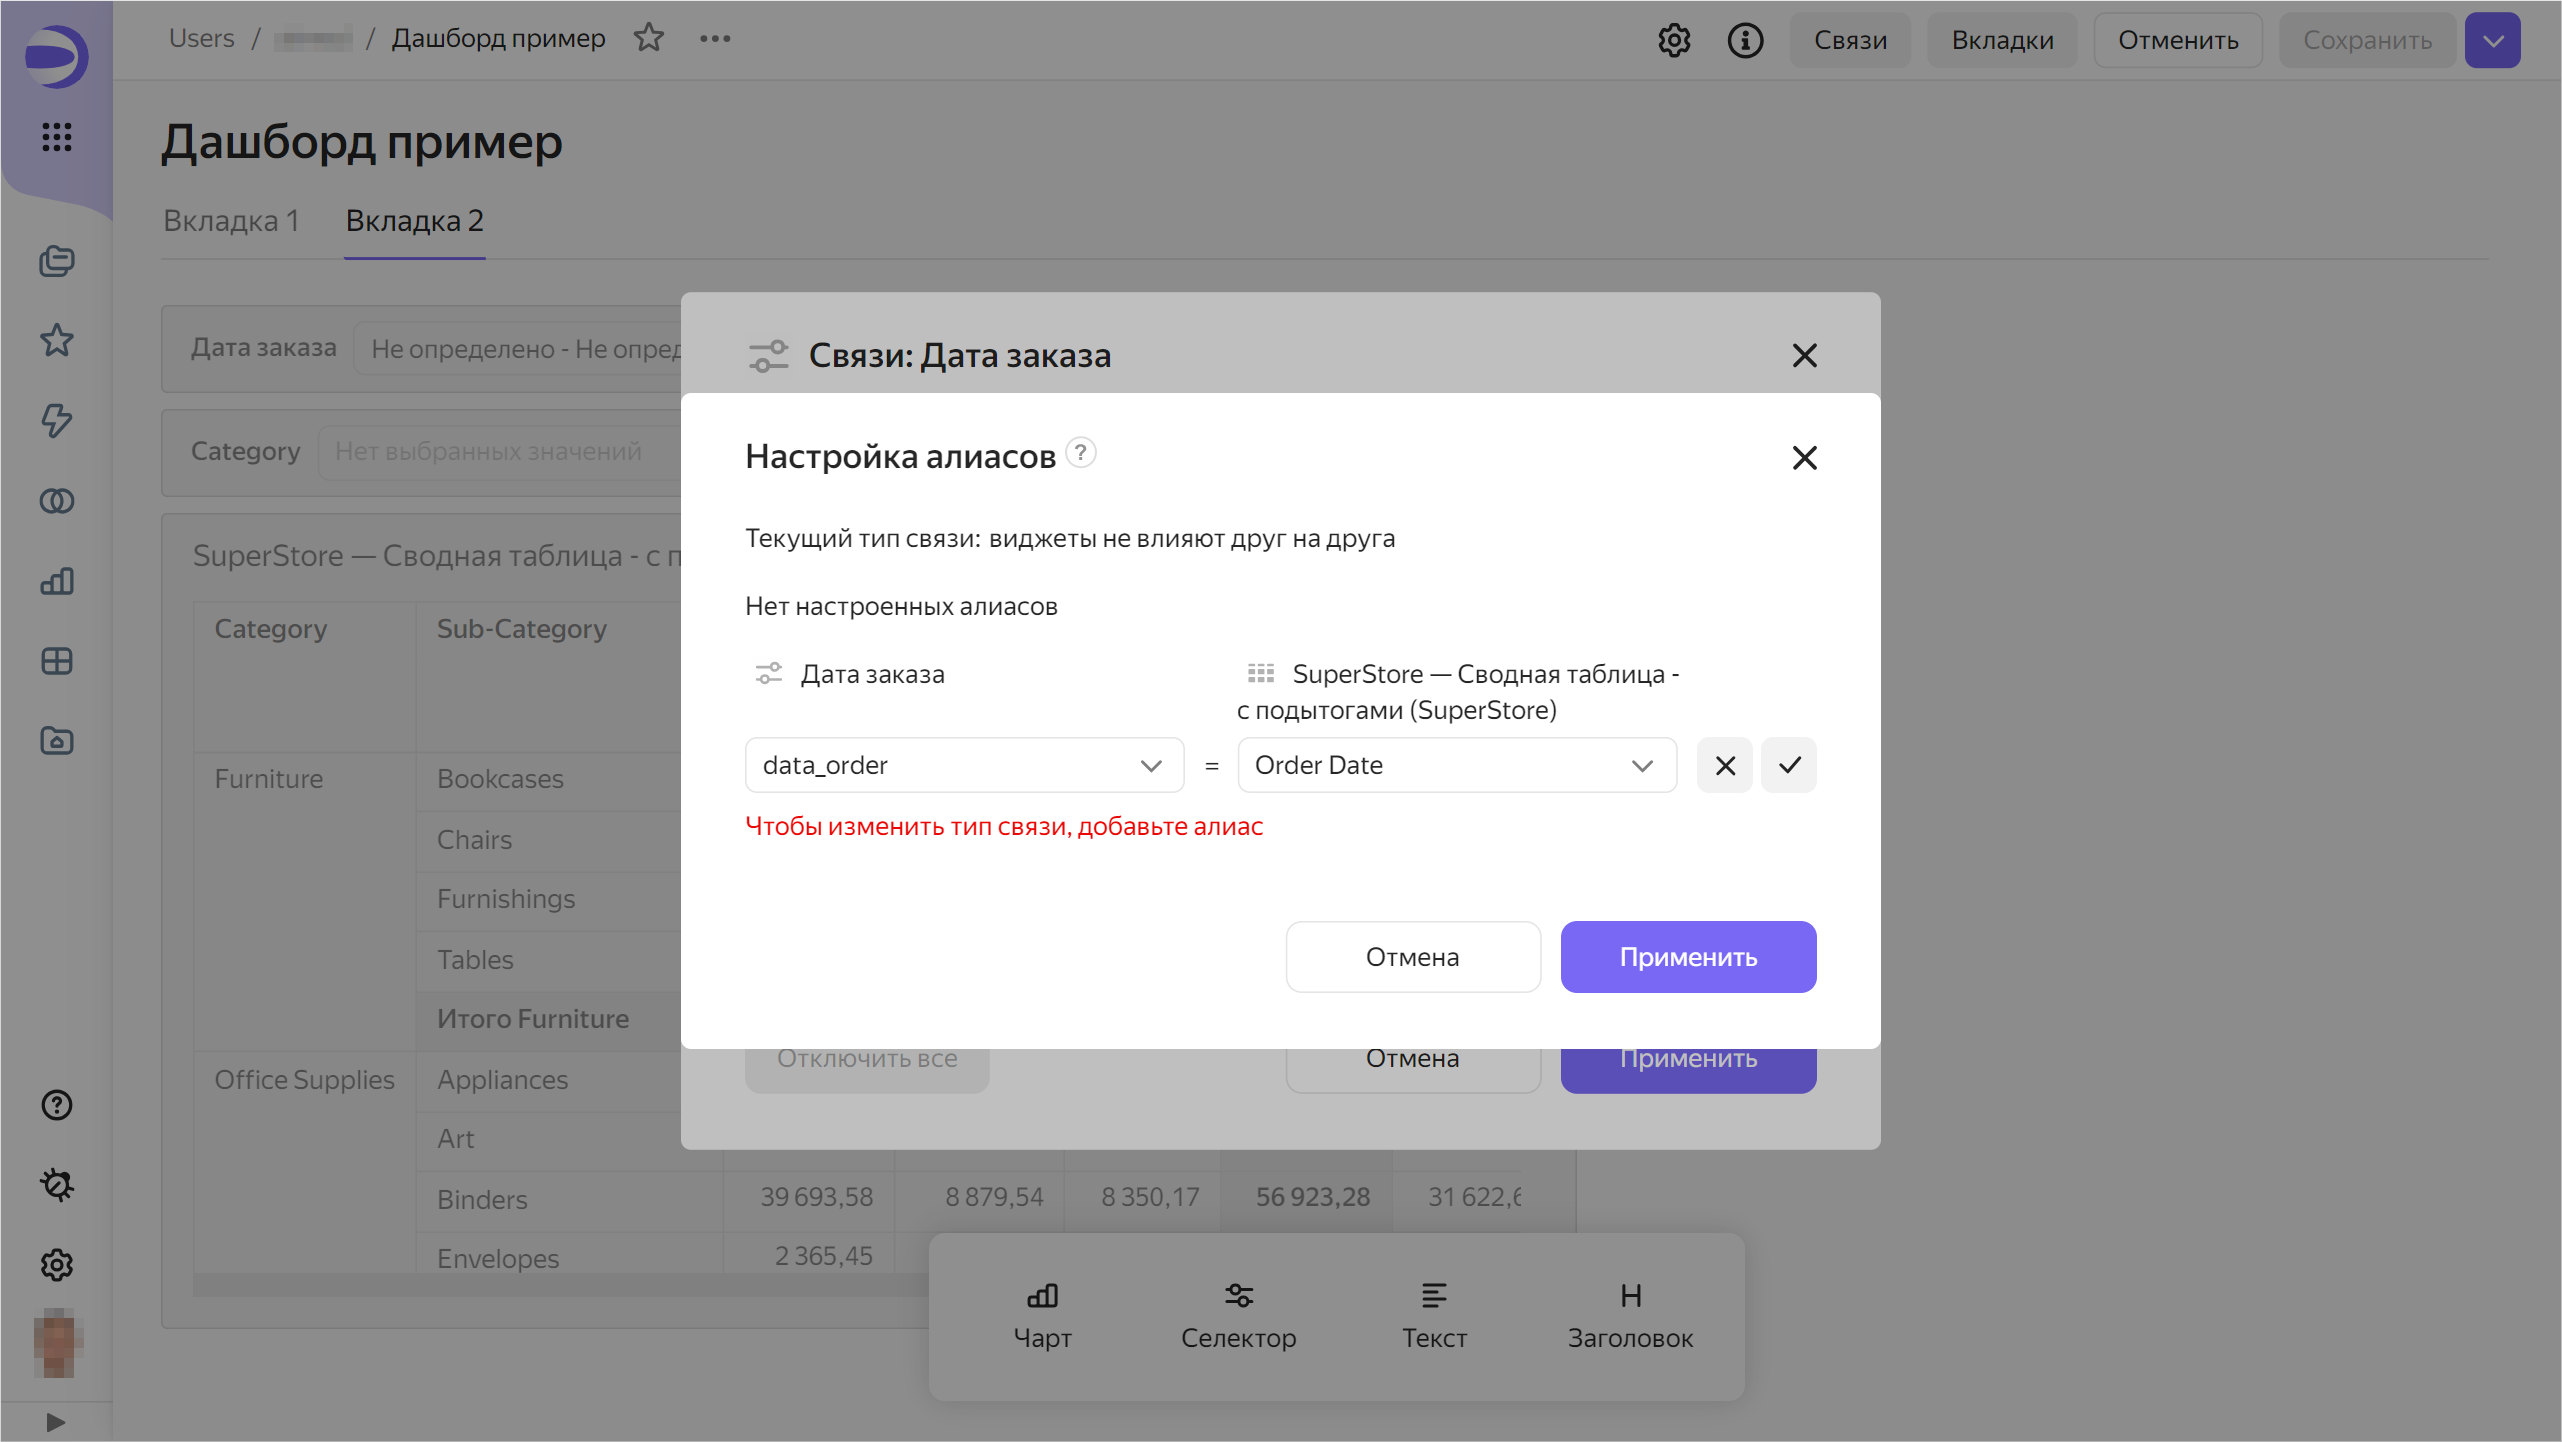 Users / / Дашборд пример
Связи
Вкладки
Отменить
Сохранить
Дашборд пример
Вкладка 1
Вкладка 2
Дата заказа
Не определено - Не
Category
Нет выбранных значений
SuperStore — Сводная таблица - с
Category
Sub-Category
Furniture
Bookcases
Chairs
Furnishings
Tables
Итого Furniture
Office Supplies
Appliances
Art
Binders
39 693,58
8 879,54
8 350,17
56 923,28
Envelopes
2 365,45
Связи: Дата заказа
Настройка алиасов ?
Текущий тип связи: виджеты не влияют друг на друга
Нет настроенных алиасов
Дата заказа
SuperStore — Сводная таблица -
с подытогами (SuperStore)
data_order
=
Order Date
Чтобы изменить тип связи, добавьте алиас
Отмена
Применить
Отключить все
Отмена
Применить
Чарт
Селектор
Текст
H
Заголовок